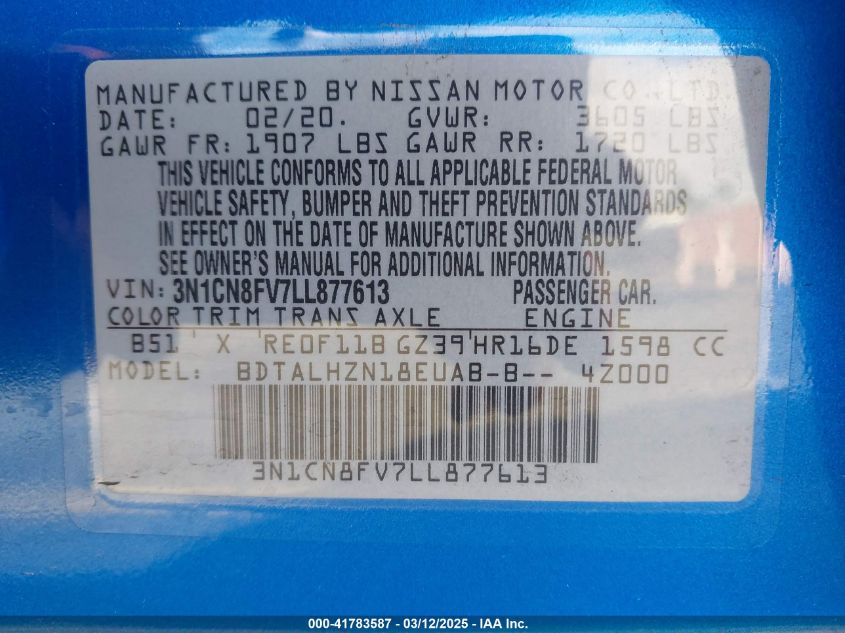 MANUFACTURED BY NISSAN MOTOR CO., LTD.
DATE: 02/20. GVWR: 3605 LBS
GAWR FR: 1907 LBS GAWR RR: 1720 LBS
THIS VEHICLE CONFORMS TO ALL APPLICABLE FEDERAL MOTOR
VEHICLE SAFETY, BUMPER AND THEFT PREVENTION STANDARDS
IN EFFECT ON THE DATE OF MANUFACTURE SHOWN ABOVE.
SEE OWNER'S MANUAL FOR ADDITIONAL INFORMATION.
VIN: 3N1CN8FV7LL877613 PASSENGER CAR.
COLOR TRIM TRANS AXLE ENGINE
B51 X RE0F11B GZ39 HR16DE 1598 CC
MODEL: BDTALHZN18EUAB-B-- 4Z000
3N1CN8FV7LL877613
000-41783587 - 03/12/2025 - IAA Inc.